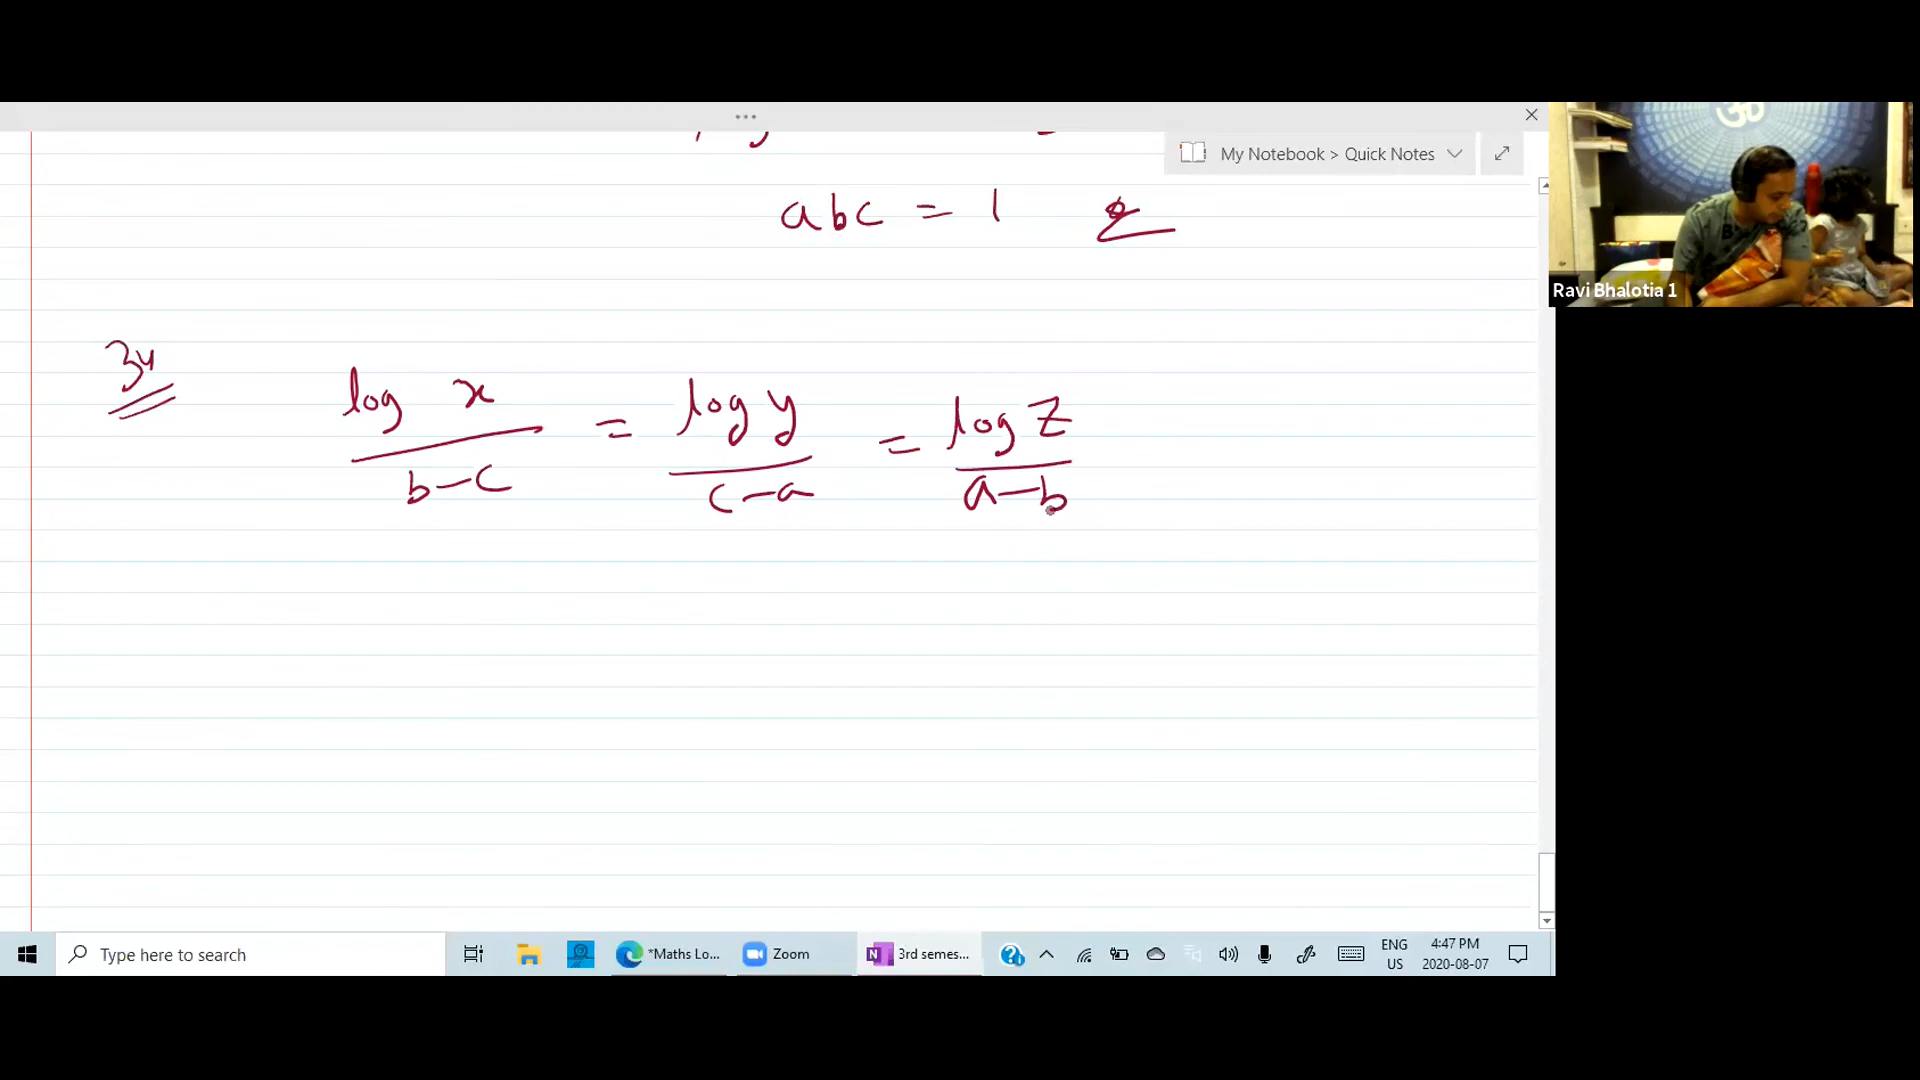 My Notebook > Quick Notes
abc = 1
Ravi Bhalotia 1
34
log x / b-c = log y / c-a = log z / a-b
Type here to search
*Maths Lo...
Zoom
3rd semes...
ENG
US
4:47 PM
2020-08-07